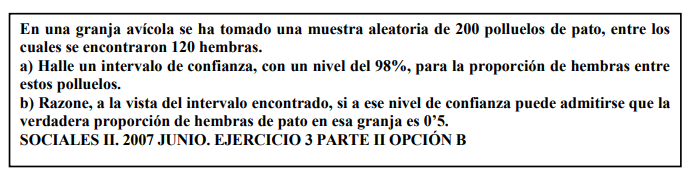 En una granja avícola se ha tomado una muestra aleatoria de 200 polluelos de pato, entre los
cuales se encontraron 120 hembras.
a) Halle un intervalo de confianza, con un nivel del 98%, para la proporción de hembras entre
estos polluelos.
b) Razone, a la vista del intervalo encontrado, si a ese nivel de confianza puede admitirse que la
verdadera proporción de hembras de pato en esa granja es 0’5.
SOCIALES II. 2007 JUNIO. EJERCICIO 3 PARTE II OPCIÓN B